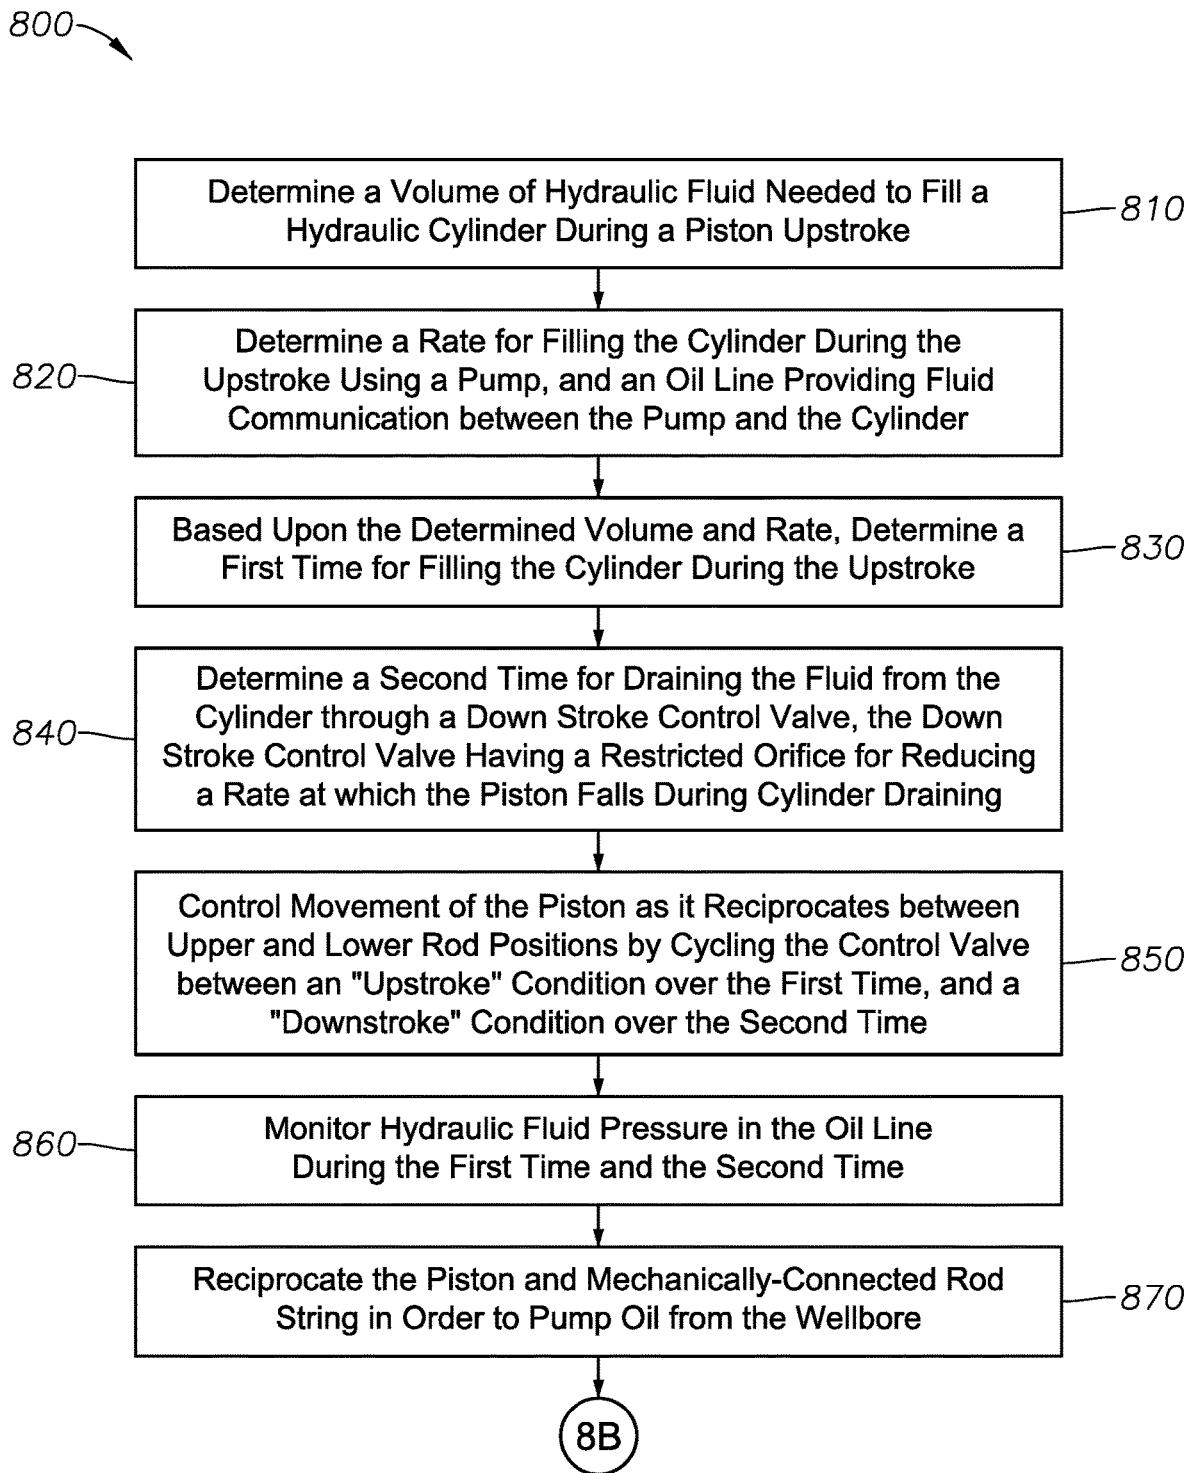 800
Determine a Volume of Hydraulic Fluid Needed to Fill a
Hydraulic Cylinder During a Piston Upstroke
810
Determine a Rate for Filling the Cylinder During the
Upstroke Using a Pump, and an Oil Line Providing Fluid
Communication between the Pump and the Cylinder
820
Based Upon the Determined Volume and Rate, Determine a
First Time for Filling the Cylinder During the Upstroke
830
Determine a Second Time for Draining the Fluid from the
Cylinder through a Down Stroke Control Valve, the Down
Stroke Control Valve Having a Restricted Orifice for Reducing
a Rate at which the Piston Falls During Cylinder Draining
840
Control Movement of the Piston as it Reciprocates between
Upper and Lower Rod Positions by Cycling the Control Valve
between an "Upstroke" Condition over the First Time, and a
"Downstroke" Condition over the Second Time
850
Monitor Hydraulic Fluid Pressure in the Oil Line
During the First Time and the Second Time
860
Reciprocate the Piston and Mechanically-Connected Rod
String in Order to Pump Oil from the Wellbore
870
8B